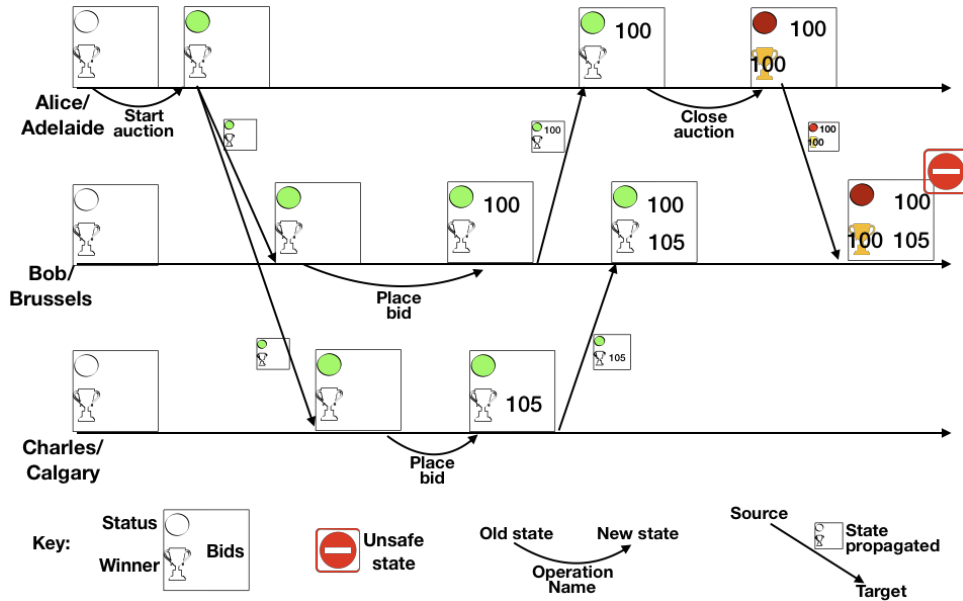 100
100
100
Alice/
Adelaide
Start
auction
Close
auction
100
100
100
100
100
105
100
100 105
Bob/
Brussels
Place
bid
105
105
Charles/
Calgary
Place
bid
Key:
Status
Winner
Bids
Unsafe
state
Old state
New state
Operation
Name
Source
State
propagated
Target